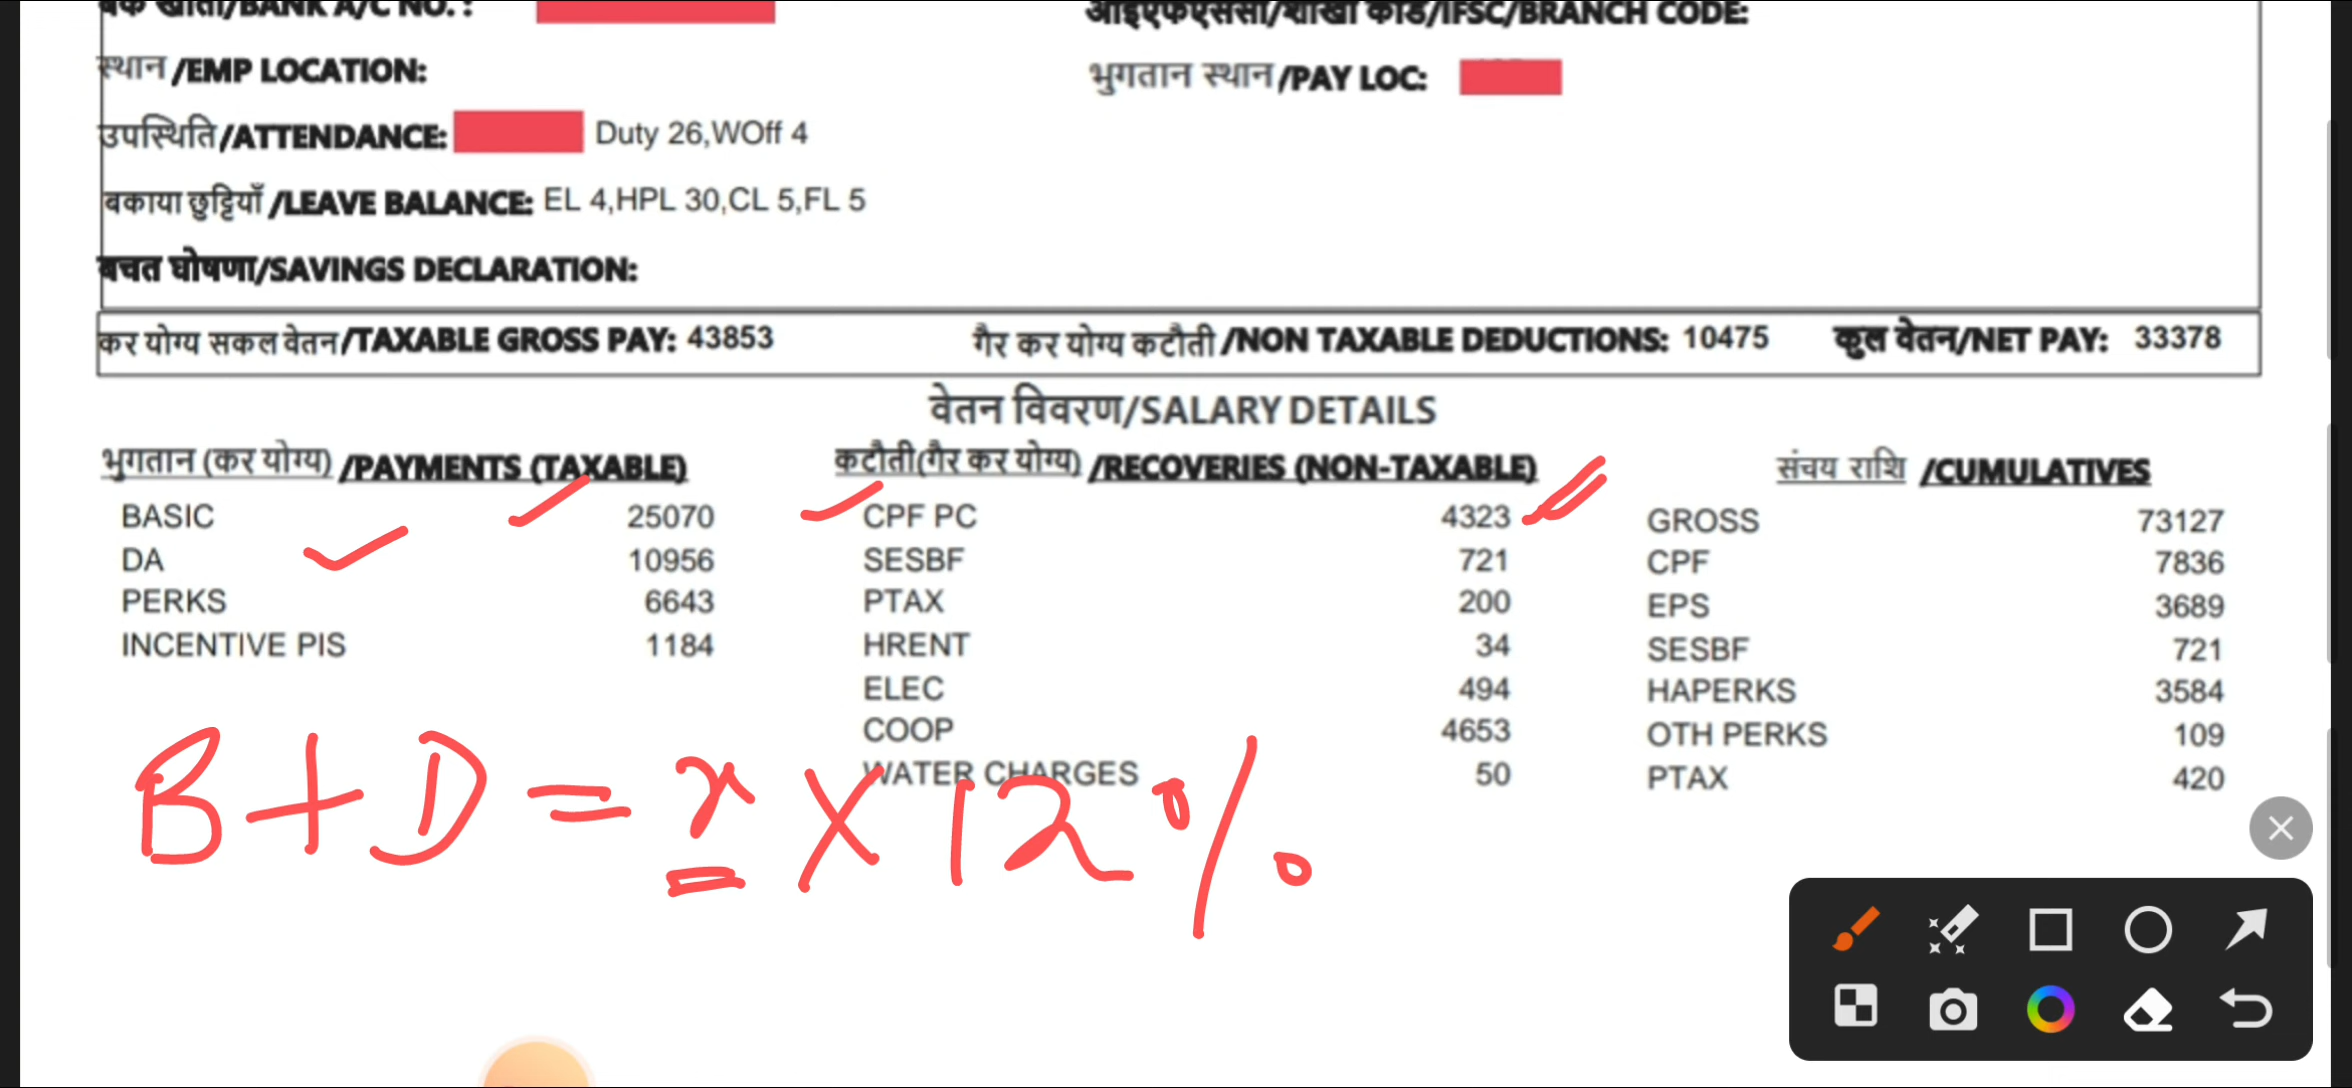 बैंक खाता/BANK A/C NO. :
आईएफएससी/शाखा कोड/IFSC/BRANCH CODE:
स्थान /EMP LOCATION:
भुगतान स्थान /PAY LOC:
उपस्थिति /ATTENDANCE: Duty 26,WOff 4
बकाया छुट्टियाँ /LEAVE BALANCE: EL 4,HPL 30,CL 5,FL 5
बचत घोषणा/SAVINGS DECLARATION:
कर योग्य सकल वेतन /TAXABLE GROSS PAY: 43853 गैर कर योग्य कटौती /NON TAXABLE DEDUCTIONS: 10475 कुल वेतन/NET PAY: 33378
वेतन विवरण/SALARY DETAILS
भुगतान (कर योग्य) /PAYMENTS (TAXABLE)
BASIC 25070
DA 10956
PERKS 6643
INCENTIVE PIS 1184
कटौती(गैर कर योग्य) /RECOVERIES (NON-TAXABLE)
CPF PC 4323
SESBF 721
PTAX 200
HRENT 34
ELEC 494
COOP 4653
WATER CHARGES 50
संचय राशि /CUMULATIVES
GROSS 73127
CPF 7836
EPS 3689
SESBF 721
HAPERKS 3584
OTH PERKS 109
PTAX 420
B+D = x X 12%